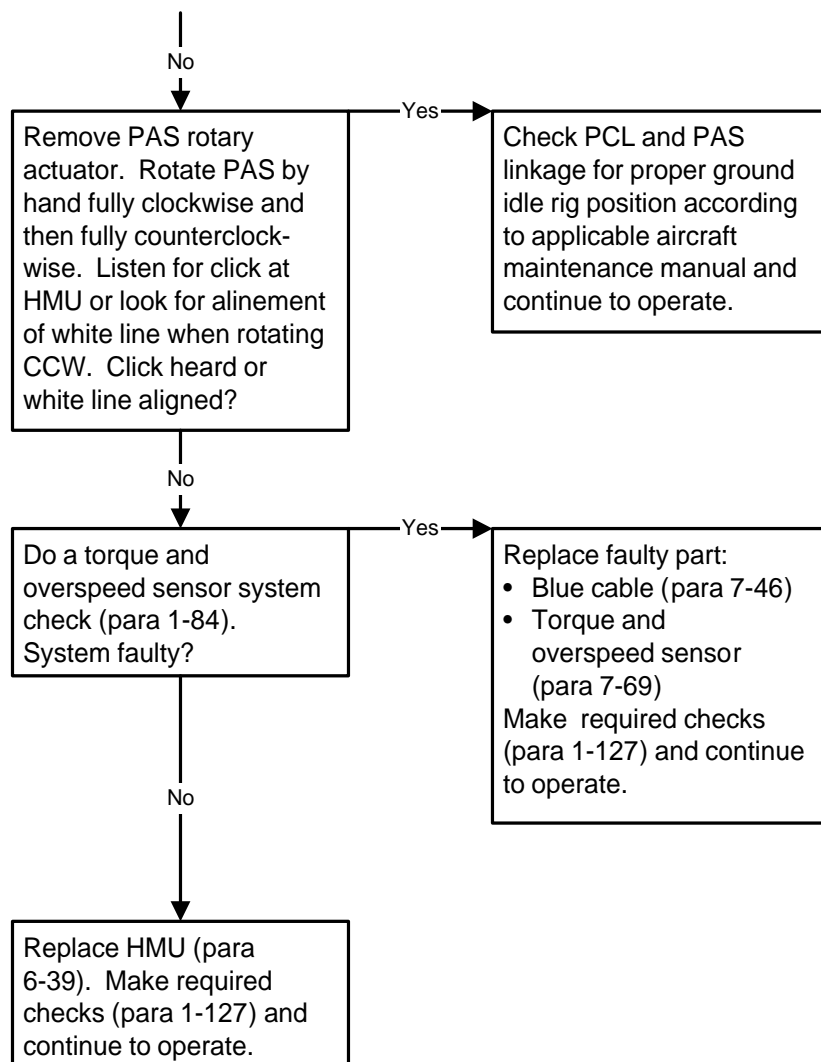 No
Remove PAS rotary
actuator. Rotate PAS by
hand fully clockwise and
then fully counterclock-
wise. Listen for click at
HMU or look for alinement
of white line when rotating
CCW. Click heard or
white line aligned?
Yes
Check PCL and PAS
linkage for proper ground
idle rig position according
to applicable aircraft
maintenance manual and
continue to operate.
No
Do a torque and
overspeed sensor system
check (para 1-84).
System faulty?
Yes
Replace faulty part:
• Blue cable (para 7-46)
• Torque and
overspeed sensor
(para 7-69)
Make required checks
(para 1-127) and continue
to operate.
No
Replace HMU (para
6-39). Make required
checks (para 1-127) and
continue to operate.